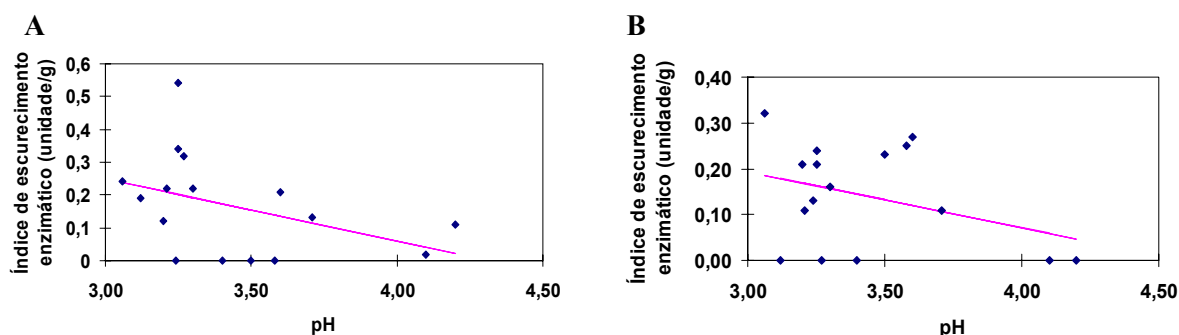 A
Índice de escurecimento
enzimático (unidade/g)
0,6
0,5
0,4
0,3
0,2
0,1
0
3,00 3,50 4,00 4,50
pH
B
Índice de escurecimento
enzimático (unidade/g)
0,40
0,30
0,20
0,10
0,00
3,00 3,50 4,00 4,50
pH